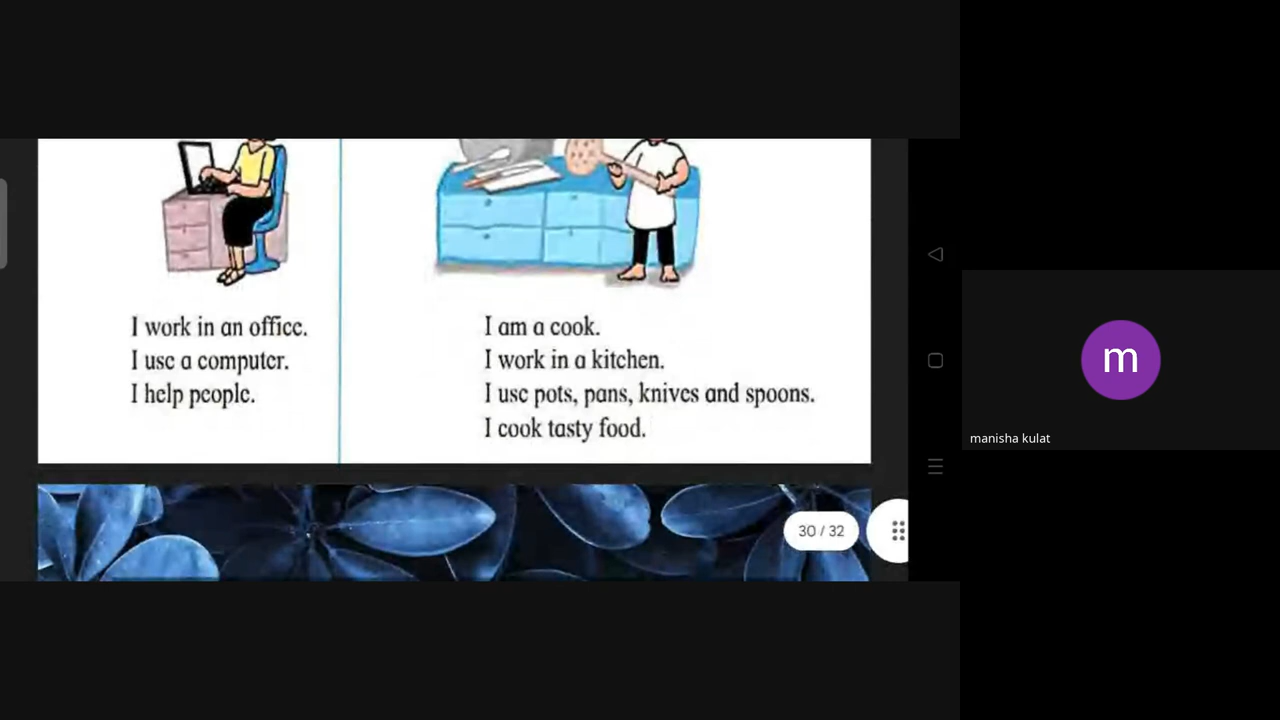 I work in an office.
I use a computer.
I help people.
I am a cook.
I work in a kitchen.
I use pots, pans, knives and spoons.
I cook tasty food.
30 / 32
m
manisha kulat